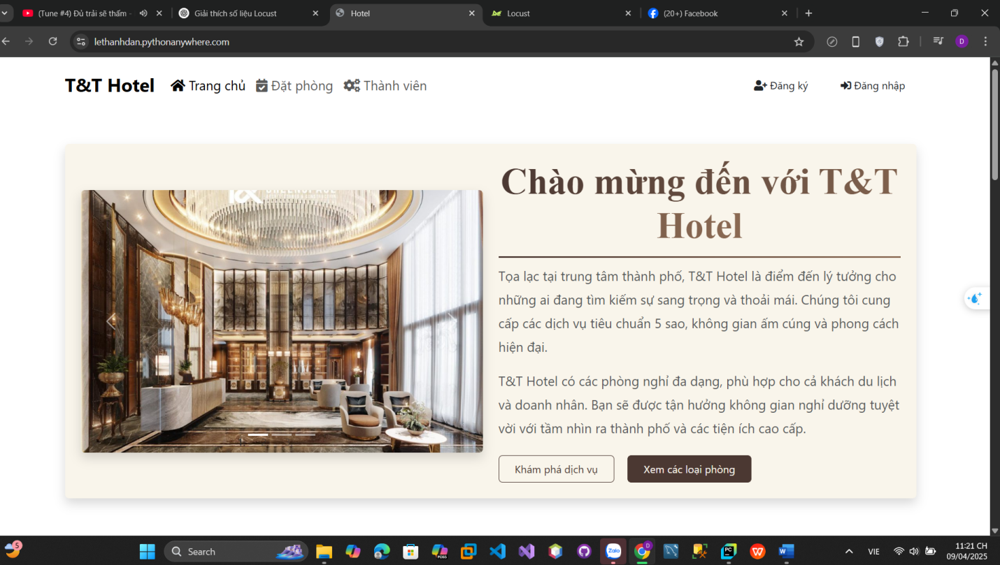 (Tune #4) Đủ trải sẽ thấm -
Giải thích số liệu Locust
Hotel
Locust
(20+) Facebook
lethanhdan.pythonanywhere.com
D
T&T Hotel
Trang chủ
Đặt phòng
Thành viên
Đăng ký
Đăng nhập
Chào mừng đến với T&T
Hotel
Tọa lạc tại trung tâm thành phố, T&T Hotel là điểm đến lý tưởng cho
những ai đang tìm kiếm sự sang trọng và thoải mái. Chúng tôi cung
cấp các dịch vụ tiêu chuẩn 5 sao, không gian ấm cúng và phong cách
hiện đại.
T&T Hotel có các phòng nghỉ đa dạng, phù hợp cho cả khách du lịch
và doanh nhân. Bạn sẽ được tận hưởng không gian nghỉ dưỡng tuyệt
vời với tầm nhìn ra thành phố và các tiện ích cao cấp.
Khám phá dịch vụ
Xem các loại phòng
5
Search
M365
Zalo
D
PC
W
W
VIE
11:21 CH
09/04/2025